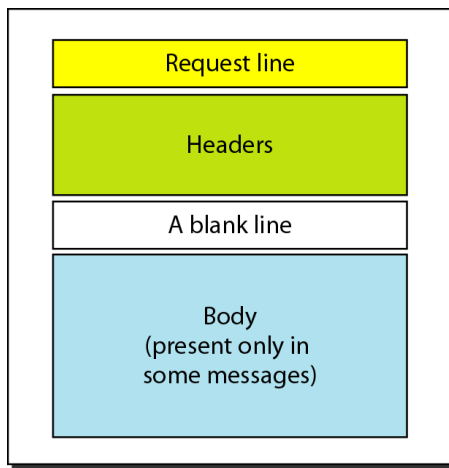 Request line
Headers
A blank line
Body
(present only in
some messages)